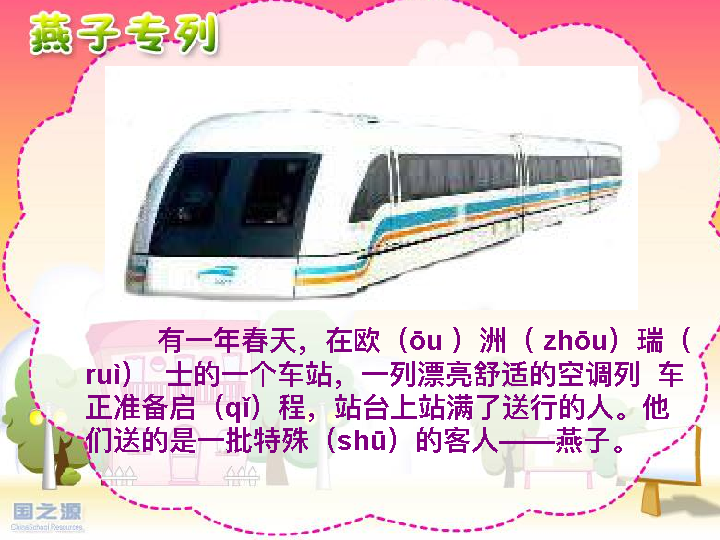 燕子专列
有一年春天，在欧（ōu ）洲（ zhōu）瑞（
ruì） 士的一个车站，一列漂亮舒适的空调列 车
正准备启（qǐ）程，站台上站满了送行的人。他
们送的是一批特殊（shū）的客人——燕子。
国之源